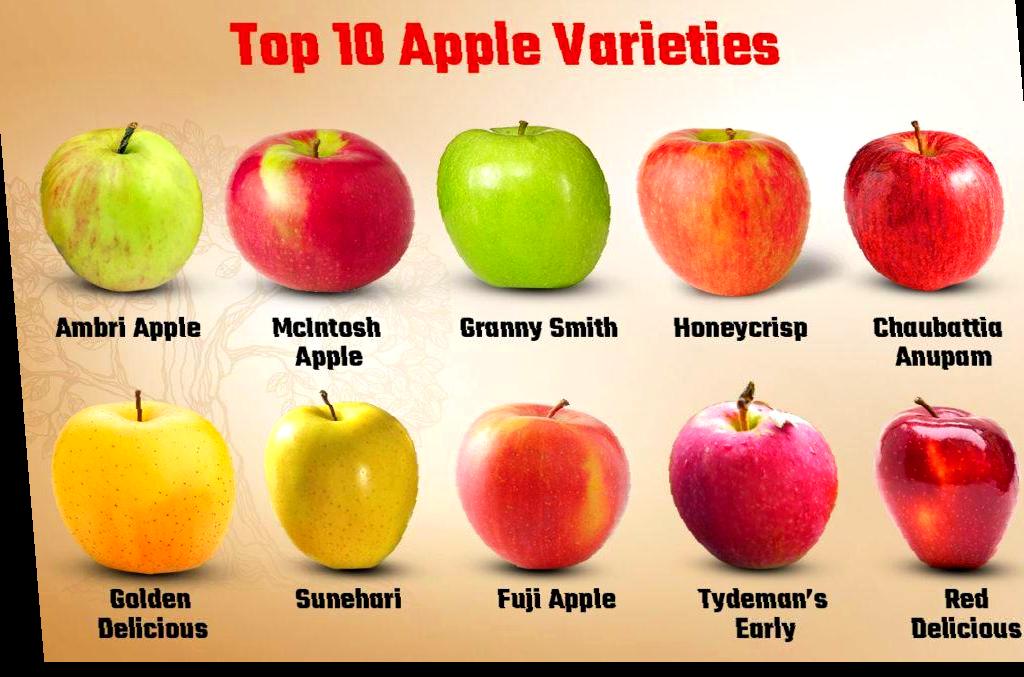 Top 10 Apple Varieties
Ambri Apple
McIntosh
Apple
Granny Smith
Honeycrisp
Chaubattia
Anupam
Golden
Delicious
Sunehari
Fuji Apple
Tydeman's
Early
Red
Delicious